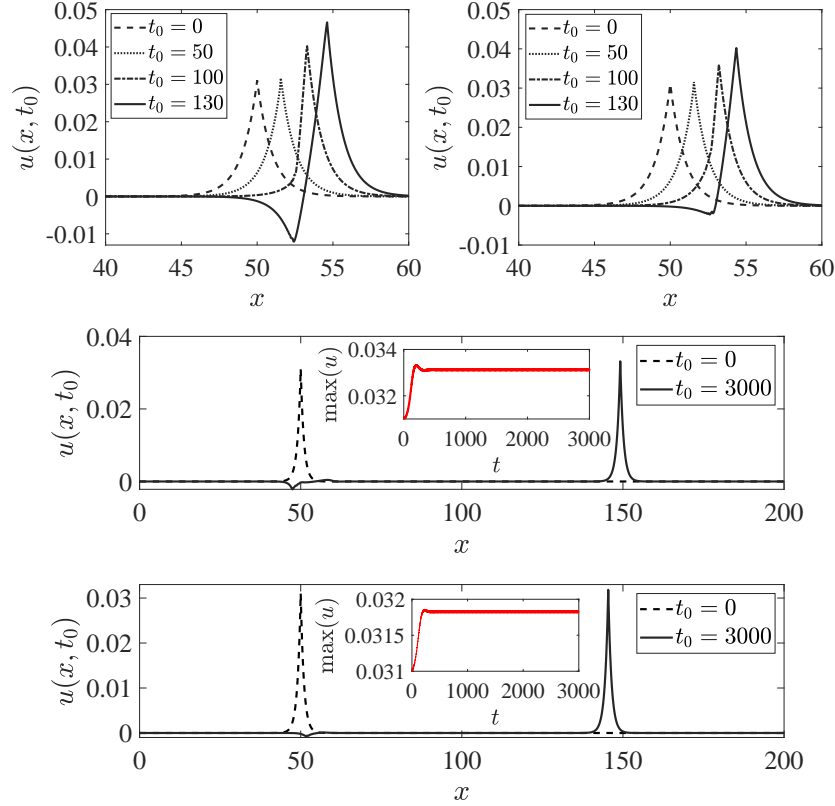 0.05
0.04
0.03
0.02
0.01
0
-0.01
u(x, t₀)
t₀ = 0
t₀ = 50
t₀ = 100
t₀ = 130
40 45 50 55 60
x
0.05
0.04
0.03
0.02
0.01
0
-0.01
u(x, t₀)
t₀ = 0
t₀ = 50
t₀ = 100
t₀ = 130
40 45 50 55 60
x
0.04
0.02
0
u(x, t₀)
0.034
0.032
max(u)
0 1000 2000 3000
t
t₀ = 0
t₀ = 3000
0 50 100 150 200
x
0.03
0.02
0.01
0
u(x, t₀)
0.032
0.0315
0.031
max(u)
0 1000 2000 3000
t
t₀ = 0
t₀ = 3000
0 50 100 150 200
x